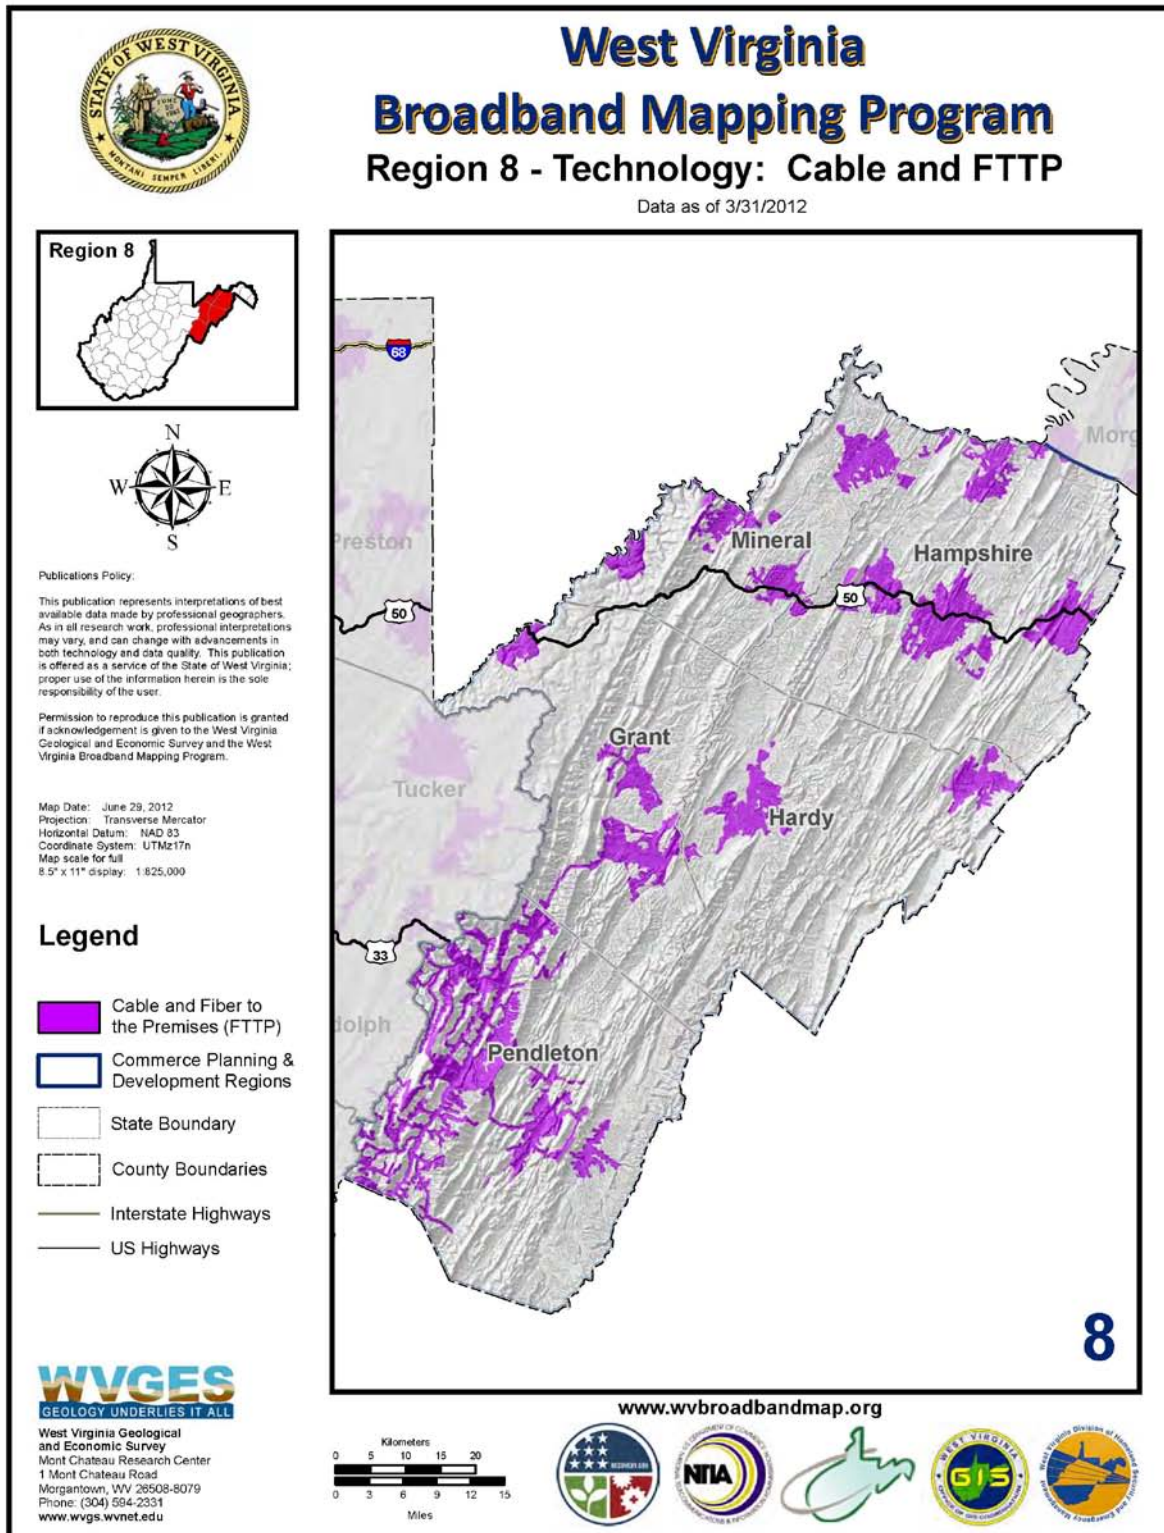 West Virginia
Broadband Mapping Program
Region 8 - Technology: Cable and FTTP
Data as of 3/31/2012
STATE OF WEST VIRGINIA
MONTANI SEMPER LIBERI.
Region 8
N
W
E
S
Publications Policy:
This publication represents interpretations of best
available data made by professional geographers.
As in all research work, professional interpretations
may vary, and can change with advancements in
both technology and data quality. This publication
is offered as a service of the State of West Virginia;
proper use of the information herein is the sole
responsibility of the user.
Permission to reproduce this publication is granted
if acknowledgement is given to the West Virginia
Geological and Economic Survey and the West
Virginia Broadband Mapping Program.
Map Date: June 29, 2012
Projection: Transverse Mercator
Horizontal Datum: NAD 83
Coordinate System: UTMz17n
Map scale for full
8.5" x 11" display: 1:825,000
Legend
Cable and Fiber to
the Premises (FTTP)
Commerce Planning &
Development Regions
State Boundary
County Boundaries
Interstate Highways
US Highways
68
Morg
Preston
Mineral
Hampshire
50
50
Grant
Tucker
Hardy
33
dolph
Pendleton
8
WVGES
GEOLOGY UNDERLIES IT ALL
West Virginia Geological
and Economic Survey
Mont Chateau Research Center
1 Mont Chateau Road
Morgantown, WV 26508-8079
Phone: (304) 594-2331
www.wvgs.wvnet.edu
Kilometers
0 5 10 15 20
0 3 6 9 12 15
Miles
www.wvbroadbandmap.org
RECOVERY.GOV
NTIA
WEST VIRGINIA
GIS